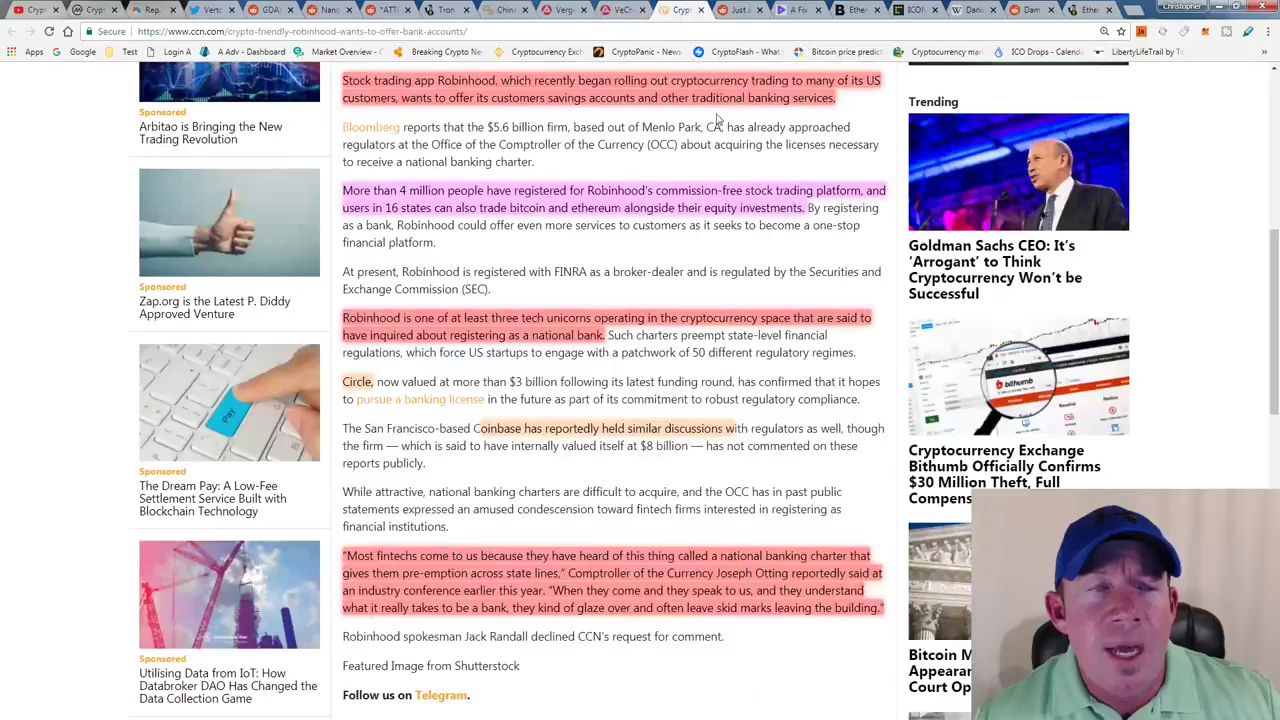 Christopher
Crypt
Crypt
Rep.
Verto
GDA
Nano
*ATT
Tron
China
Verge
VeCh
Crypt
Just a
A Fix
Ether
ICON
Danie
Dam
Ethe
Secure
https://www.ccn.com/crypto-friendly-robinhood-wants-to-offer-bank-accounts/
Apps
Google
Test
Login A
A Adv - Google
Market Overview -
Breaking Crypto Ne
Cryptocurrency Exch
CryptoPanic - News
CryptoFlash - What
Bitcoin price predict
Cryptocurrency mar
ICO Drops - Calenda
LibertyLifeTrail by Tc
Sponsored
Arbitao is Bringing the New
Trading Revolution
Sponsored
Zap.org is the Latest P. Diddy
Approved Venture
Sponsored
The Dream Pay: A Low-Fee
Settlement Service Built with
Blockchain Technology
Sponsored
Utilising Data from IoT: How
Databroker DAO Has Changed the
Data Collection Game
Stock trading app Robinhood, which recently began rolling out cryptocurrency trading to many of its US
customers, wants to offer its customers savings accounts and other traditional banking services.
Bloomberg reports that the $5.6 billion firm, based out of Menlo Park, CA, has already approached
regulators at the Office of the Comptroller of the Currency (OCC) about acquiring the licenses necessary
to receive a national banking charter.
More than 4 million people have registered for Robinhood's commission-free stock trading platform, and
users in 16 states can also trade bitcoin and ethereum alongside their equity investments. By registering
as a bank, Robinhood could offer even more services to customers as it seeks to become a one-stop
financial platform.
At present, Robinhood is registered with FINRA as a broker-dealer and is regulated by the Securities and
Exchange Commission (SEC).
Robinhood is one of at least three tech unicorns operating in the cryptocurrency space that are said to
have inquired about registering as a national bank. Such charters preempt state-level financial
regulations, which force US startups to engage with a patchwork of 50 different regulatory regimes.
Circle, now valued at more than $3 billion following its latest funding round, has confirmed that it hopes
to pursue a banking license in the future as part of its commitment to robust regulatory compliance.
The San Francisco-based Coinbase has reportedly held similar discussions with regulators as well, though
the firm — which is said to have internally valued itself at $8 billion — has not commented on these
reports publicly.
While attractive, national banking charters are difficult to acquire, and the OCC has in past public
statements expressed an amused condescension toward fintech firms interested in registering as
financial institutions.
"Most fintechs come to us because they have heard of this thing called a national banking charter that
gives them pre-emption across state lines," Comptroller of the Currency Joseph Otting reportedly said at
an industry conference earlier this year. "When they come and they speak to us, and they understand
what it really takes to be a bank, they kind of glaze over and often leave skid marks leaving the building."
Robinhood spokesman Jack Randall declined CCN's request for comment.
Featured Image from Shutterstock
Follow us on Telegram.
Trending
Goldman Sachs CEO: It's
'Arrogant' to Think
Cryptocurrency Won't be
Successful
bithumb
Cryptocurrency Exchange
Bithumb Officially Confirms
$30 Million Theft, Full
Compens
Bitcoin M
Appearan
Court Op